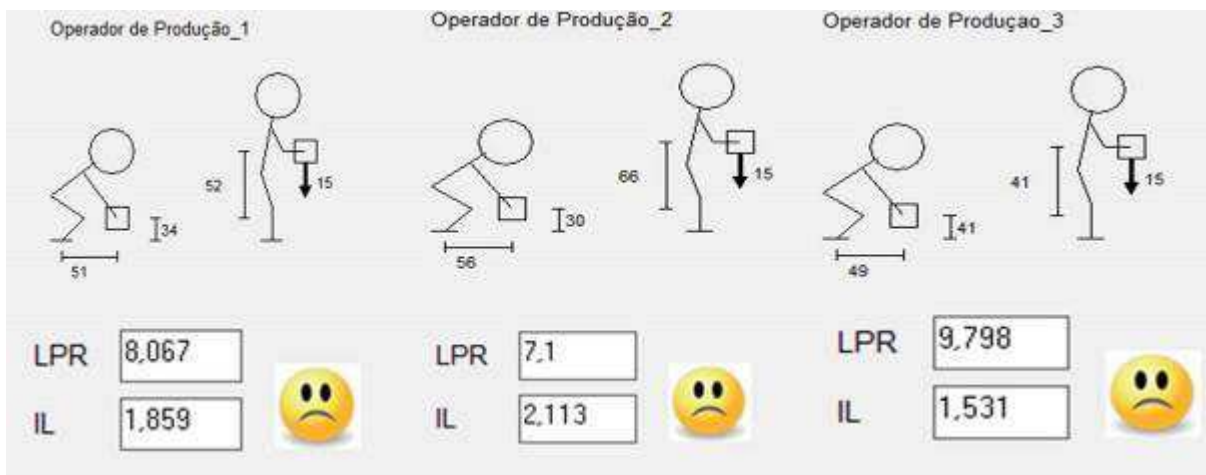 Operador de Produção_1
52
15
34
51
LPR 8,067
IL 1,859
Operador de Produção_2
66
15
30
56
LPR 7,1
IL 2,113
Operador de Produçao_3
41
15
41
49
LPR 9,798
IL 1,531